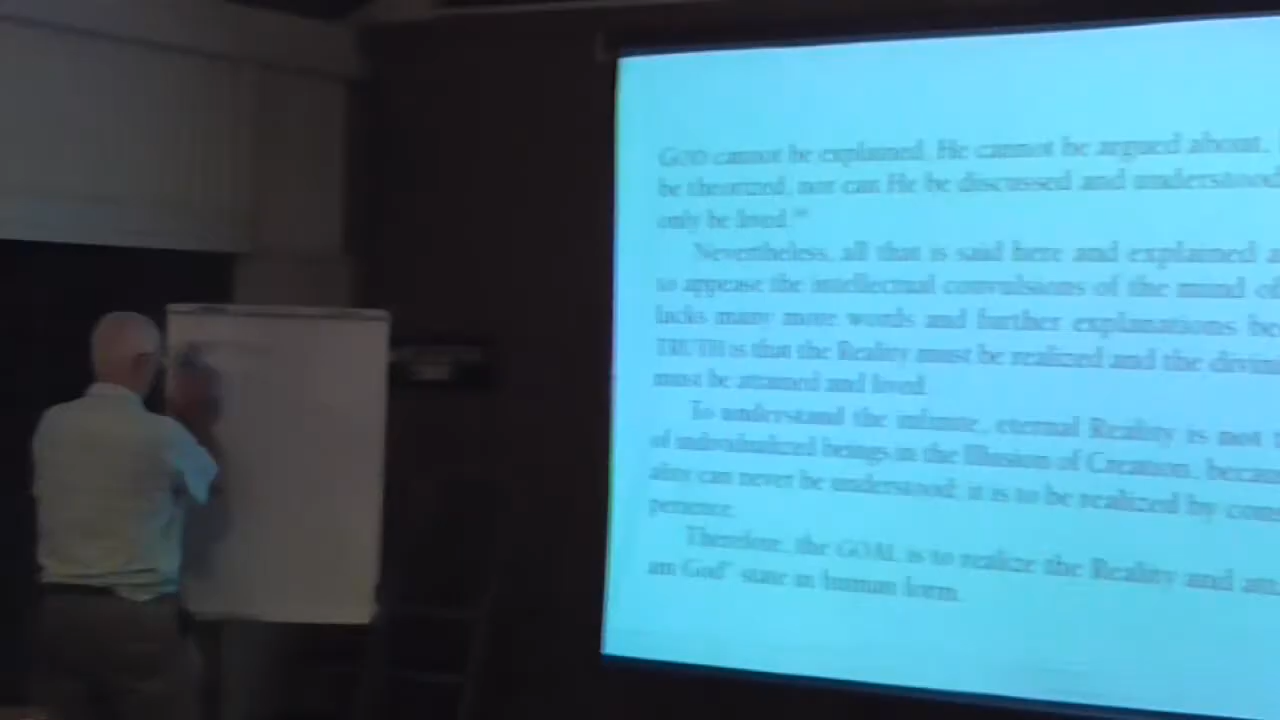 GOD cannot be explained, He cannot be argued about,
be theorized, nor can He be discussed and understood
only be lived."
Nevertheless, all that is said here and explained
to appease the intellectual convulsions of the mind of
lacks many more words and further explanations
TRUTH is that the Reality must be realized and the
must be attained and lived.
To understand the infinite, eternal Reality is not
of individualized beings in the Illusion of Creation,
ality can never be understood; it is to be realized by
perience.
Therefore, the GOAL is to realize the Reality and
am God" state in human form.